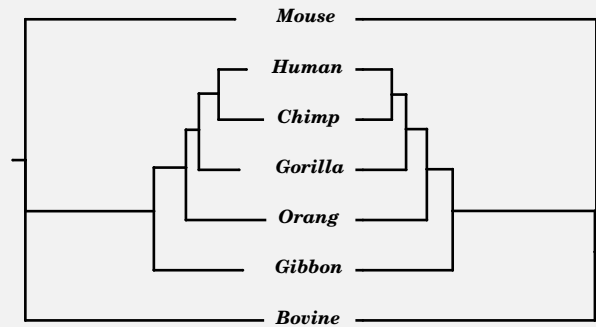 Mouse
Human
Chimp
Gorilla
Orang
Gibbon
Bovine